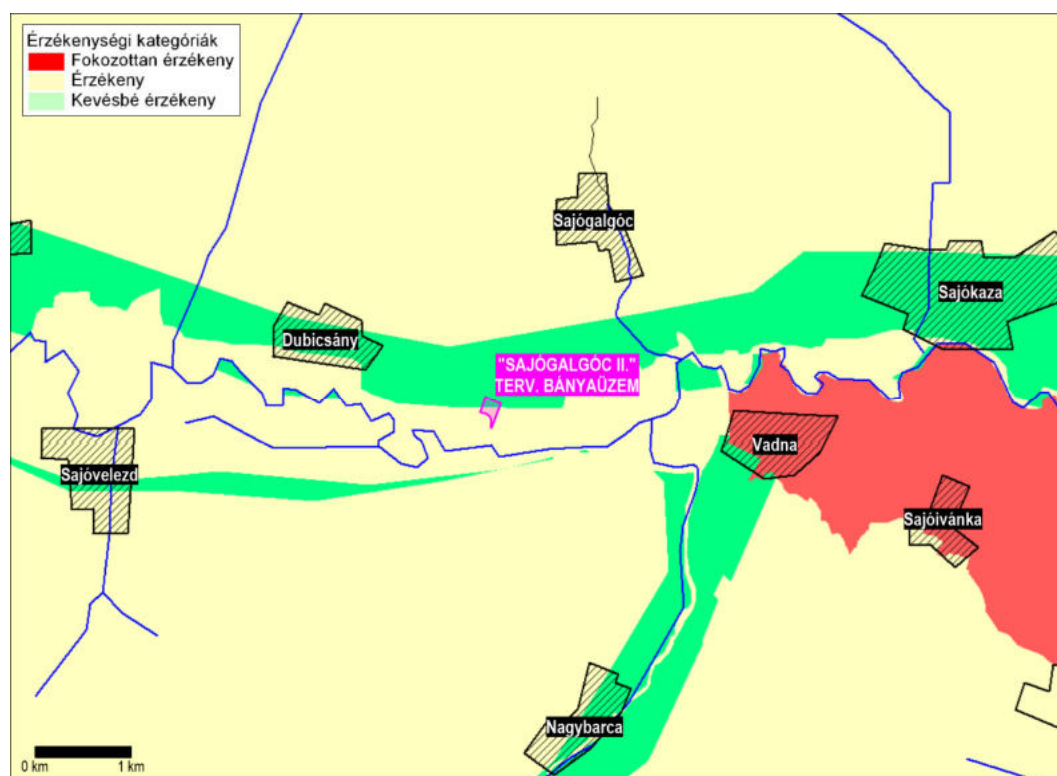 Érzékenységi kategóriák
Fokozottan érzékeny
Érzékeny
Kevésbé érzékeny
Sajógalgóc
Sajókaza
Dubicsány
"SAJÓGALGÓC II."
TERV. BÁNYAÜZEM
Vadna
Sajóvelezd
Sajóivánka
Nagybarca
0 km 1 km